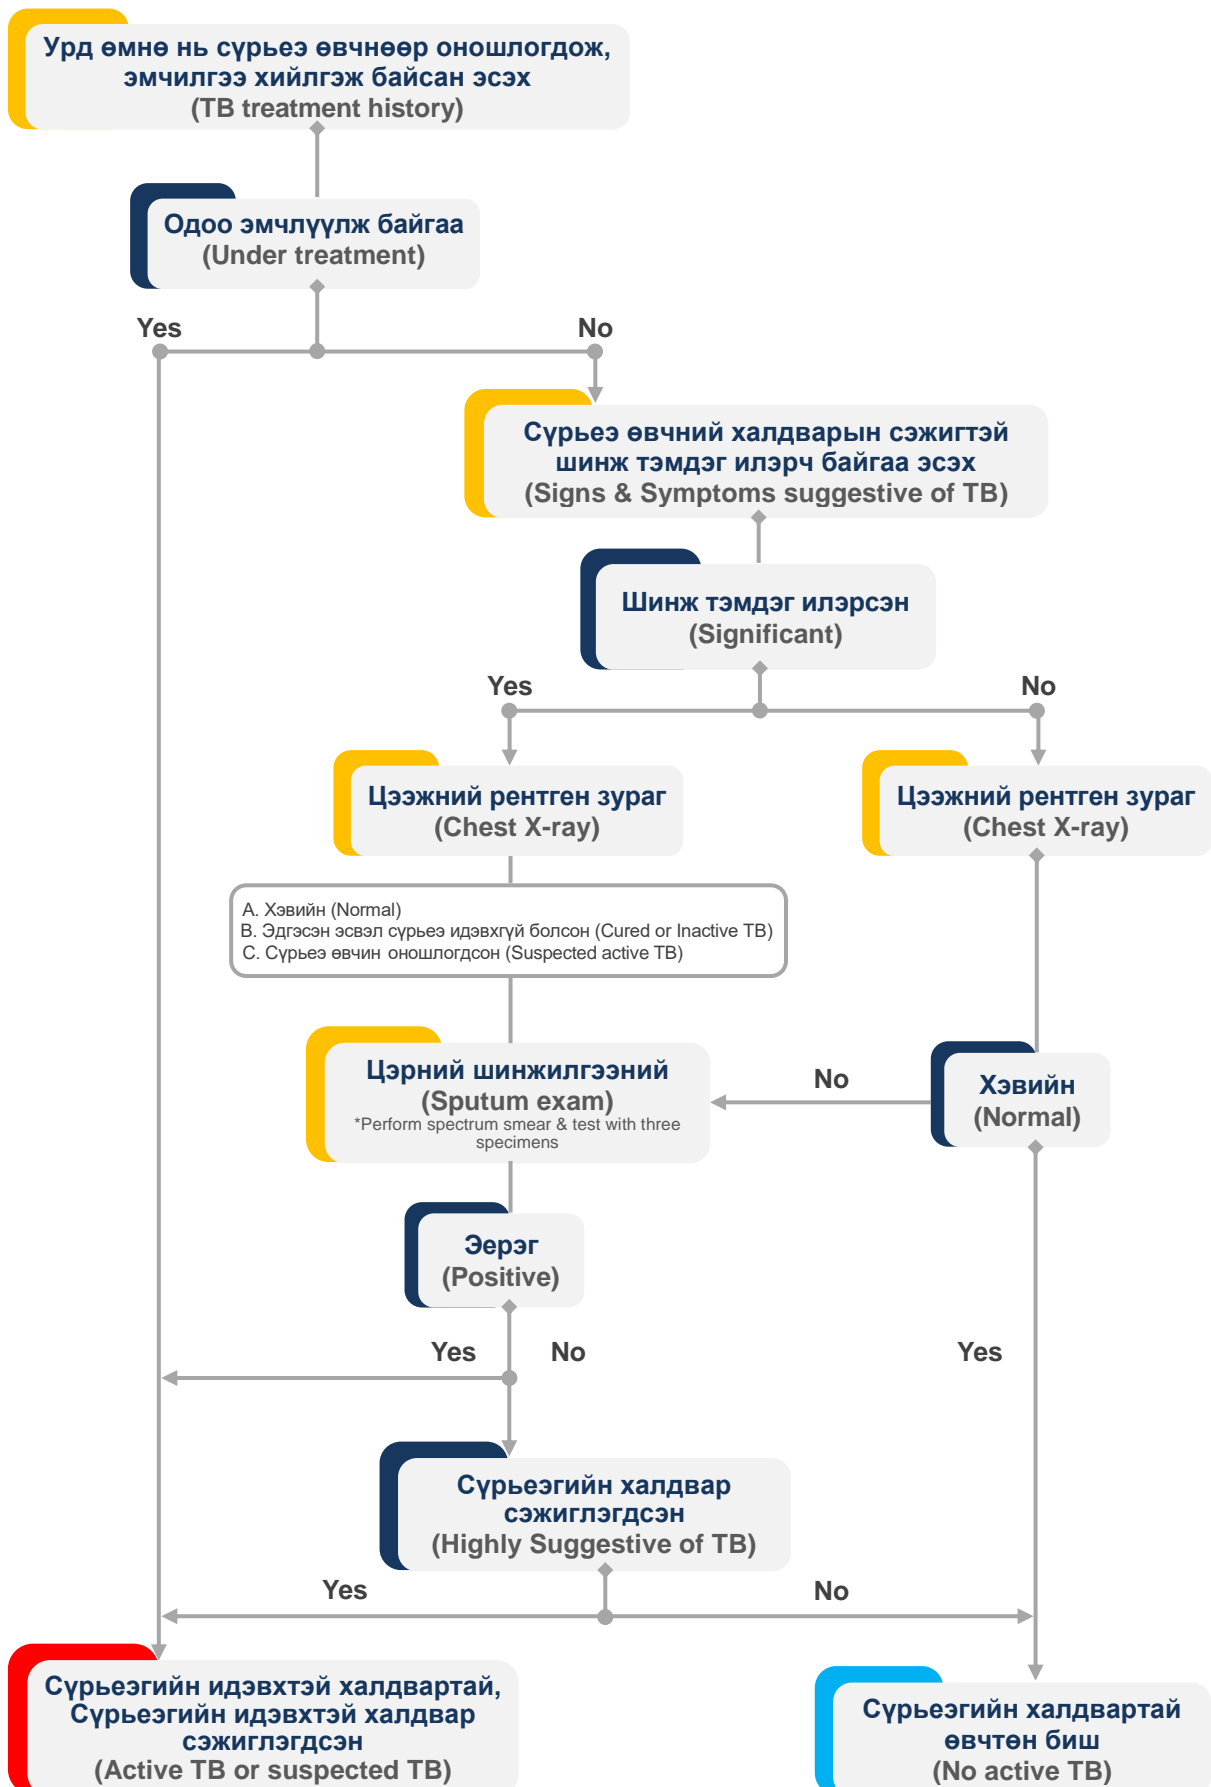 Урд өмнө нь сүрьеэ өвчнөөр оношлогдож,
эмчилгээ хийлгэж байсан эсэх
(TB treatment history)
Одоо эмчлүүлж байгаа
(Under treatment)
Yes
No
Сүрьеэ өвчний халдварын сэжигтэй
шинж тэмдэг илэрч байгаа эсэх
(Signs & Symptoms suggestive of TB)
Шинж тэмдэг илэрсэн
(Significant)
Yes
No
Цээжний рентген зураг
(Chest X-ray)
Цээжний рентген зураг
(Chest X-ray)
A. Хэвийн (Normal)
B. Эдгэсэн эсвэл сүрьеэ идэвхгүй болсон (Cured or Inactive TB)
C. Сүрьеэ өвчин оношлогдсон (Suspected active TB)
Цэрний шинжилгээний
(Sputum exam)
*Perform spectrum smear & test with three
specimens
No
Хэвийн
(Normal)
Эерэг
(Positive)
Yes
No
Yes
Сүрьеэгийн халдвар
сэжиглэгдсэн
(Highly Suggestive of TB)
Yes
No
Сүрьеэгийн идэвхтэй халдвартай,
Сүрьеэгийн идэвхтэй халдвар
сэжиглэгдсэн
(Active TB or suspected TB)
Сүрьеэгийн халдвартай
өвчтөн биш
(No active TB)